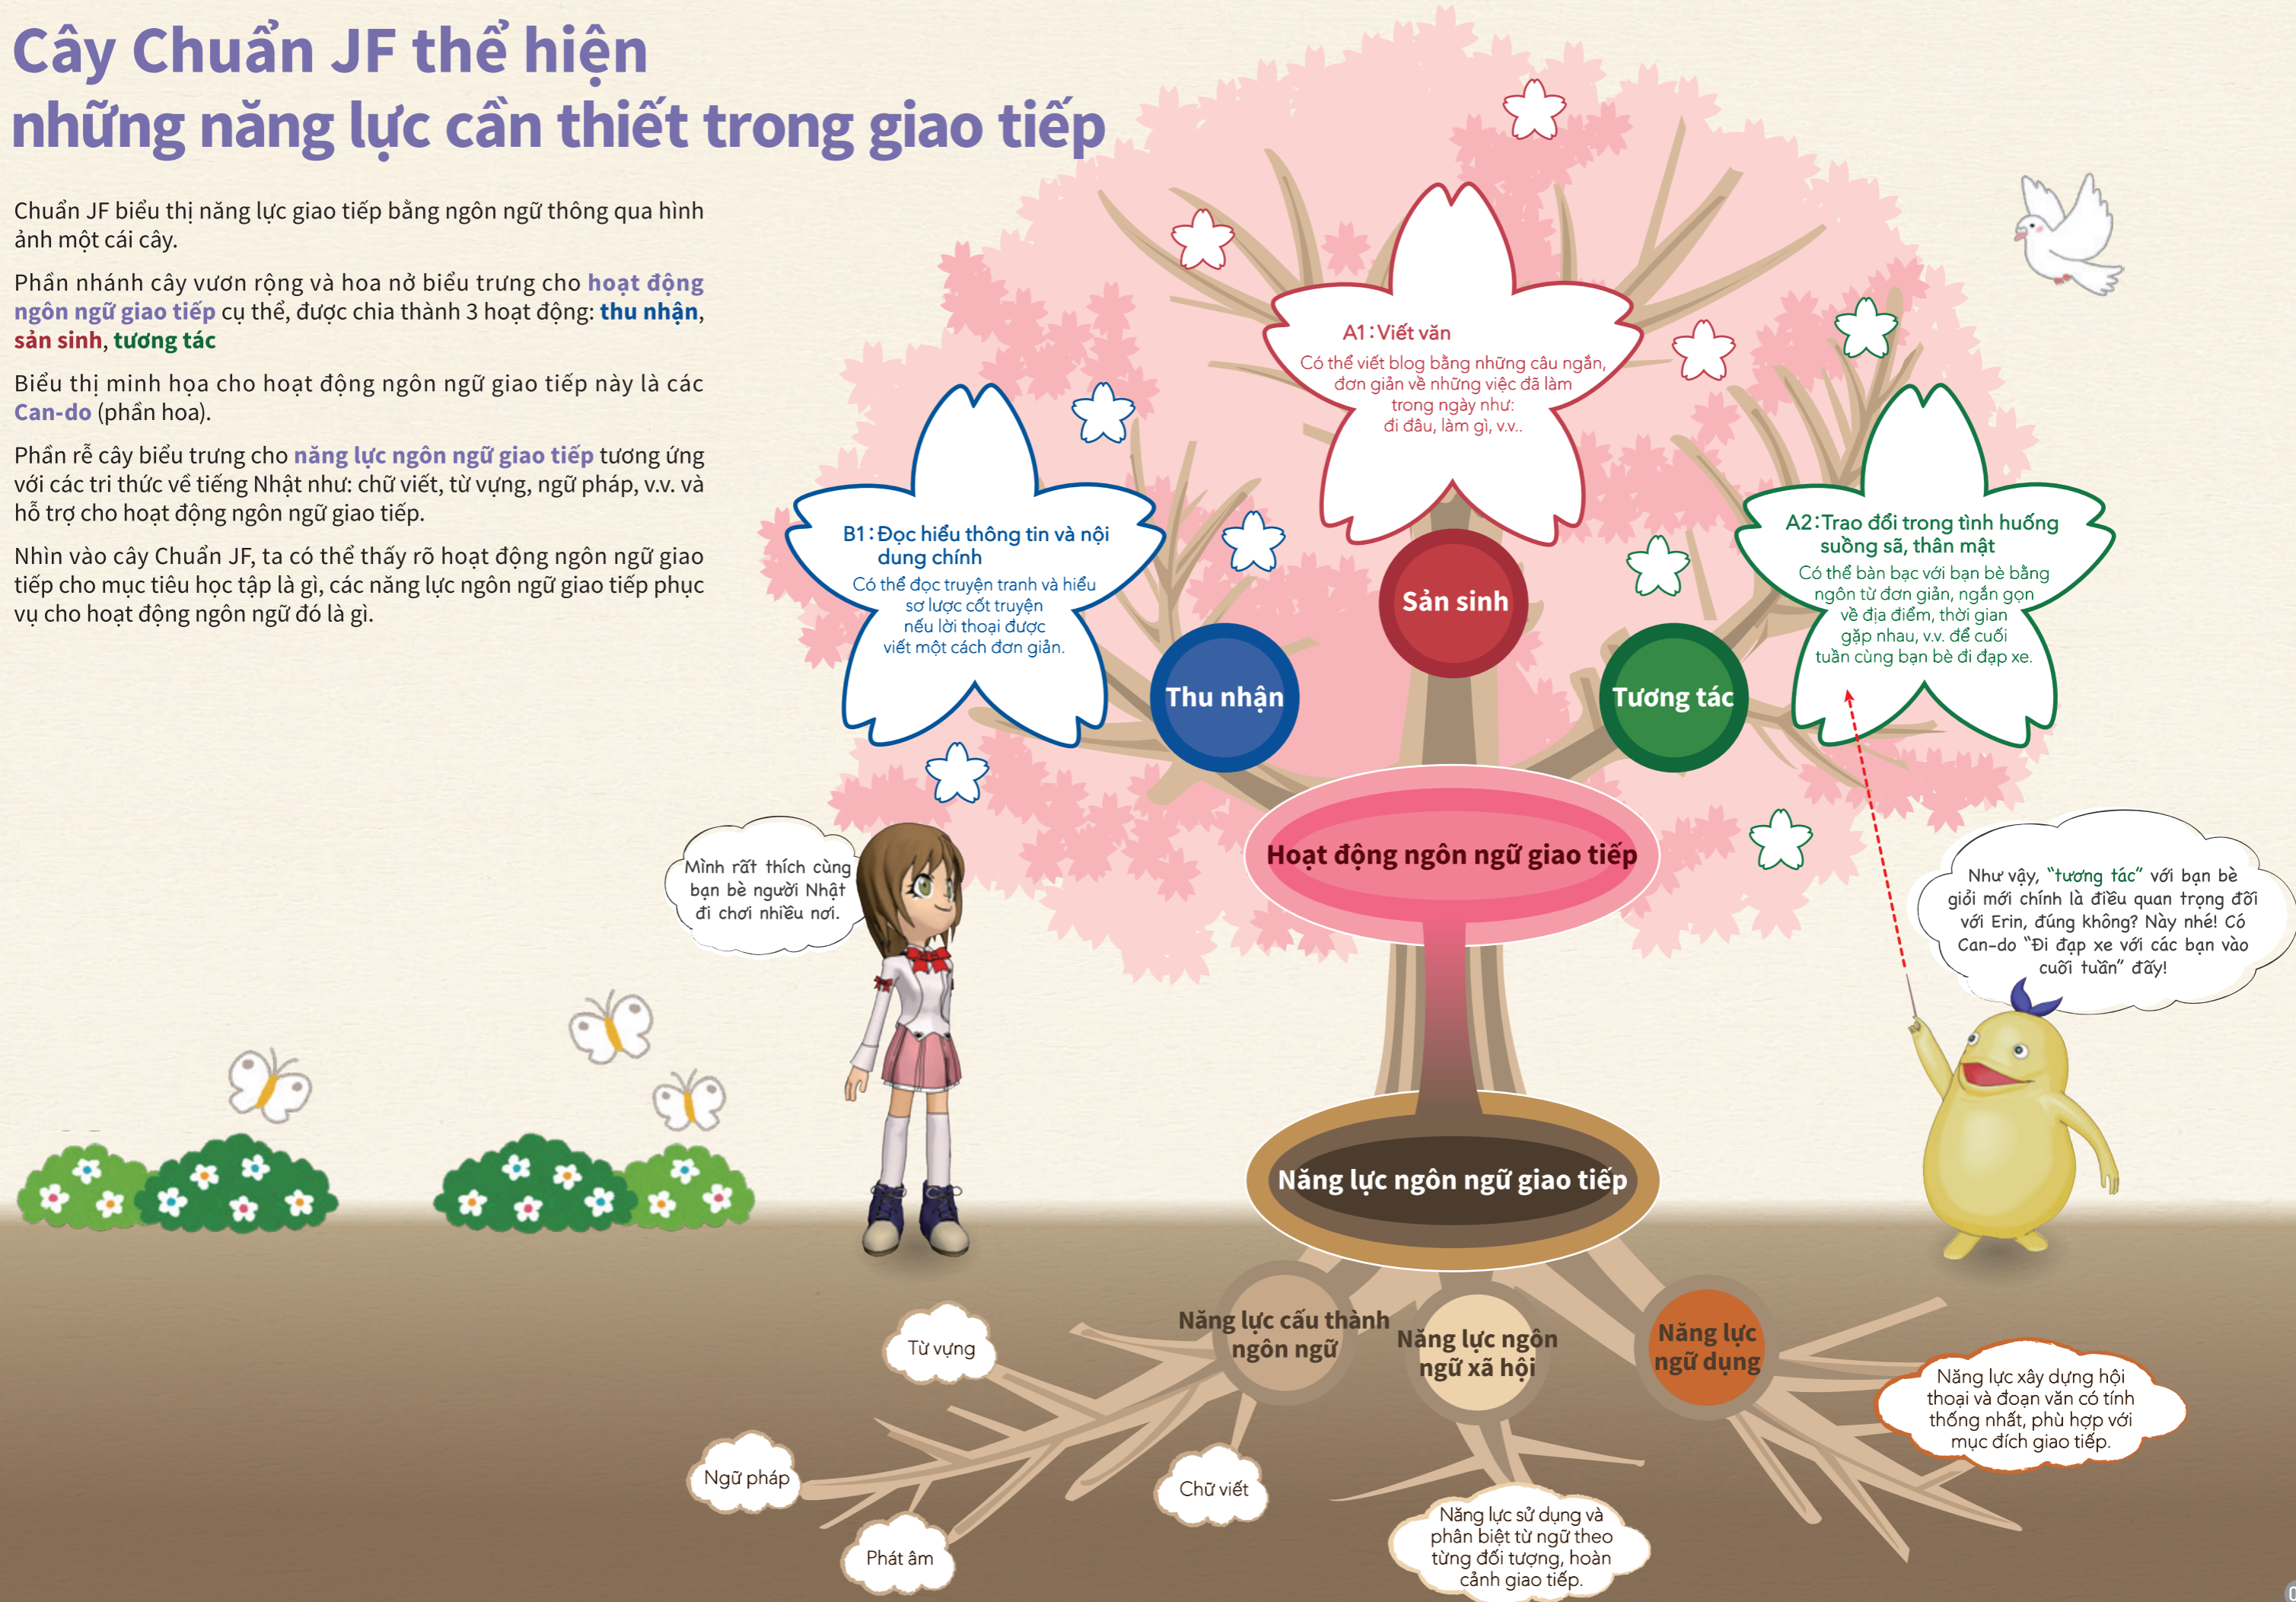 Cây Chuẩn JF thể hiện
những năng lực cần thiết trong giao tiếp
Chuẩn JF biểu thị năng lực giao tiếp bằng ngôn ngữ thông qua hình
ảnh một cái cây.
Phần nhánh cây vươn rộng và hoa nở biểu trưng cho hoạt động
ngôn ngữ giao tiếp cụ thể, được chia thành 3 hoạt động: thu nhận,
sản sinh, tương tác
Biểu thị minh họa cho hoạt động ngôn ngữ giao tiếp này là các
Can-do (phần hoa).
Phần rễ cây biểu trưng cho năng lực ngôn ngữ giao tiếp tương ứng
với các tri thức về tiếng Nhật như: chữ viết, từ vựng, ngữ pháp, v.v. và
hỗ trợ cho hoạt động ngôn ngữ giao tiếp.
Nhìn vào cây Chuẩn JF, ta có thể thấy rõ hoạt động ngôn ngữ giao
tiếp cho mục tiêu học tập là gì, các năng lực ngôn ngữ giao tiếp phục
vụ cho hoạt động ngôn ngữ đó là gì.
A1:Viết văn
Có thể viết blog bằng những câu ngắn,
đơn giản về những việc đã làm
trong ngày như:
đi đâu, làm gì, v.v..
B1:Đọc hiểu thông tin và nội
dung chính
Có thể đọc truyện tranh và hiểu
sơ lược cốt truyện
nếu lời thoại được
viết một cách đơn giản.
A2:Trao đổi trong tình huống
suồng sã, thân mật
Có thể bàn bạc với bạn bè bằng
ngôn từ đơn giản, ngắn gọn
về địa điểm, thời gian
gặp nhau, v.v. để cuối
tuần cùng bạn bè đi đạp xe.
Sản sinh
Thu nhận
Tương tác
Hoạt động ngôn ngữ giao tiếp
Mình rất thích cùng
bạn bè người Nhật
đi chơi nhiều nơi.
Như vậy, "tương tác" với bạn bè
giỏi mới chính là điều quan trọng đối
với Erin, đúng không? Này nhé! Có
Can-do "Đi đạp xe với các bạn vào
cuối tuần" đấy!
Năng lực ngôn ngữ giao tiếp
Năng lực cấu thành
ngôn ngữ
Năng lực ngôn
ngữ xã hội
Năng lực
ngữ dụng
Từ vựng
Ngữ pháp
Phát âm
Chữ viết
Năng lực sử dụng và
phân biệt từ ngữ theo
từng đối tượng, hoàn
cảnh giao tiếp.
Năng lực xây dựng hội
thoại và đoạn văn có tính
thống nhất, phù hợp với
mục đích giao tiếp.